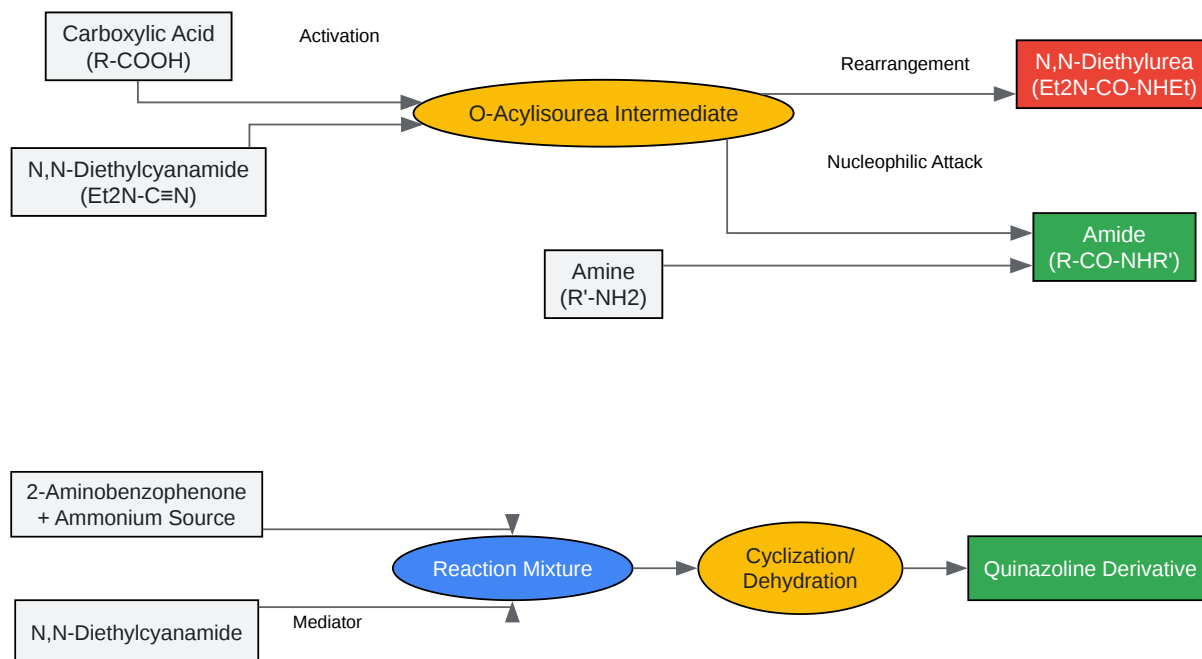 Carboxylic Acid
(R-COOH)
Activation
N,N-Diethylurea
(Et2N-CO-NHEt)
Rearrangement
O-Acylisourea Intermediate
N,N-Diethylcyanamide
(Et2N-C≡N)
Nucleophilic Attack
Amide
(R-CO-NHR')
Amine
(R'-NH2)
2-Aminobenzophenone
+ Ammonium Source
Reaction Mixture
Cyclization/
Dehydration
Quinazoline Derivative
N,N-Diethylcyanamide
Mediator